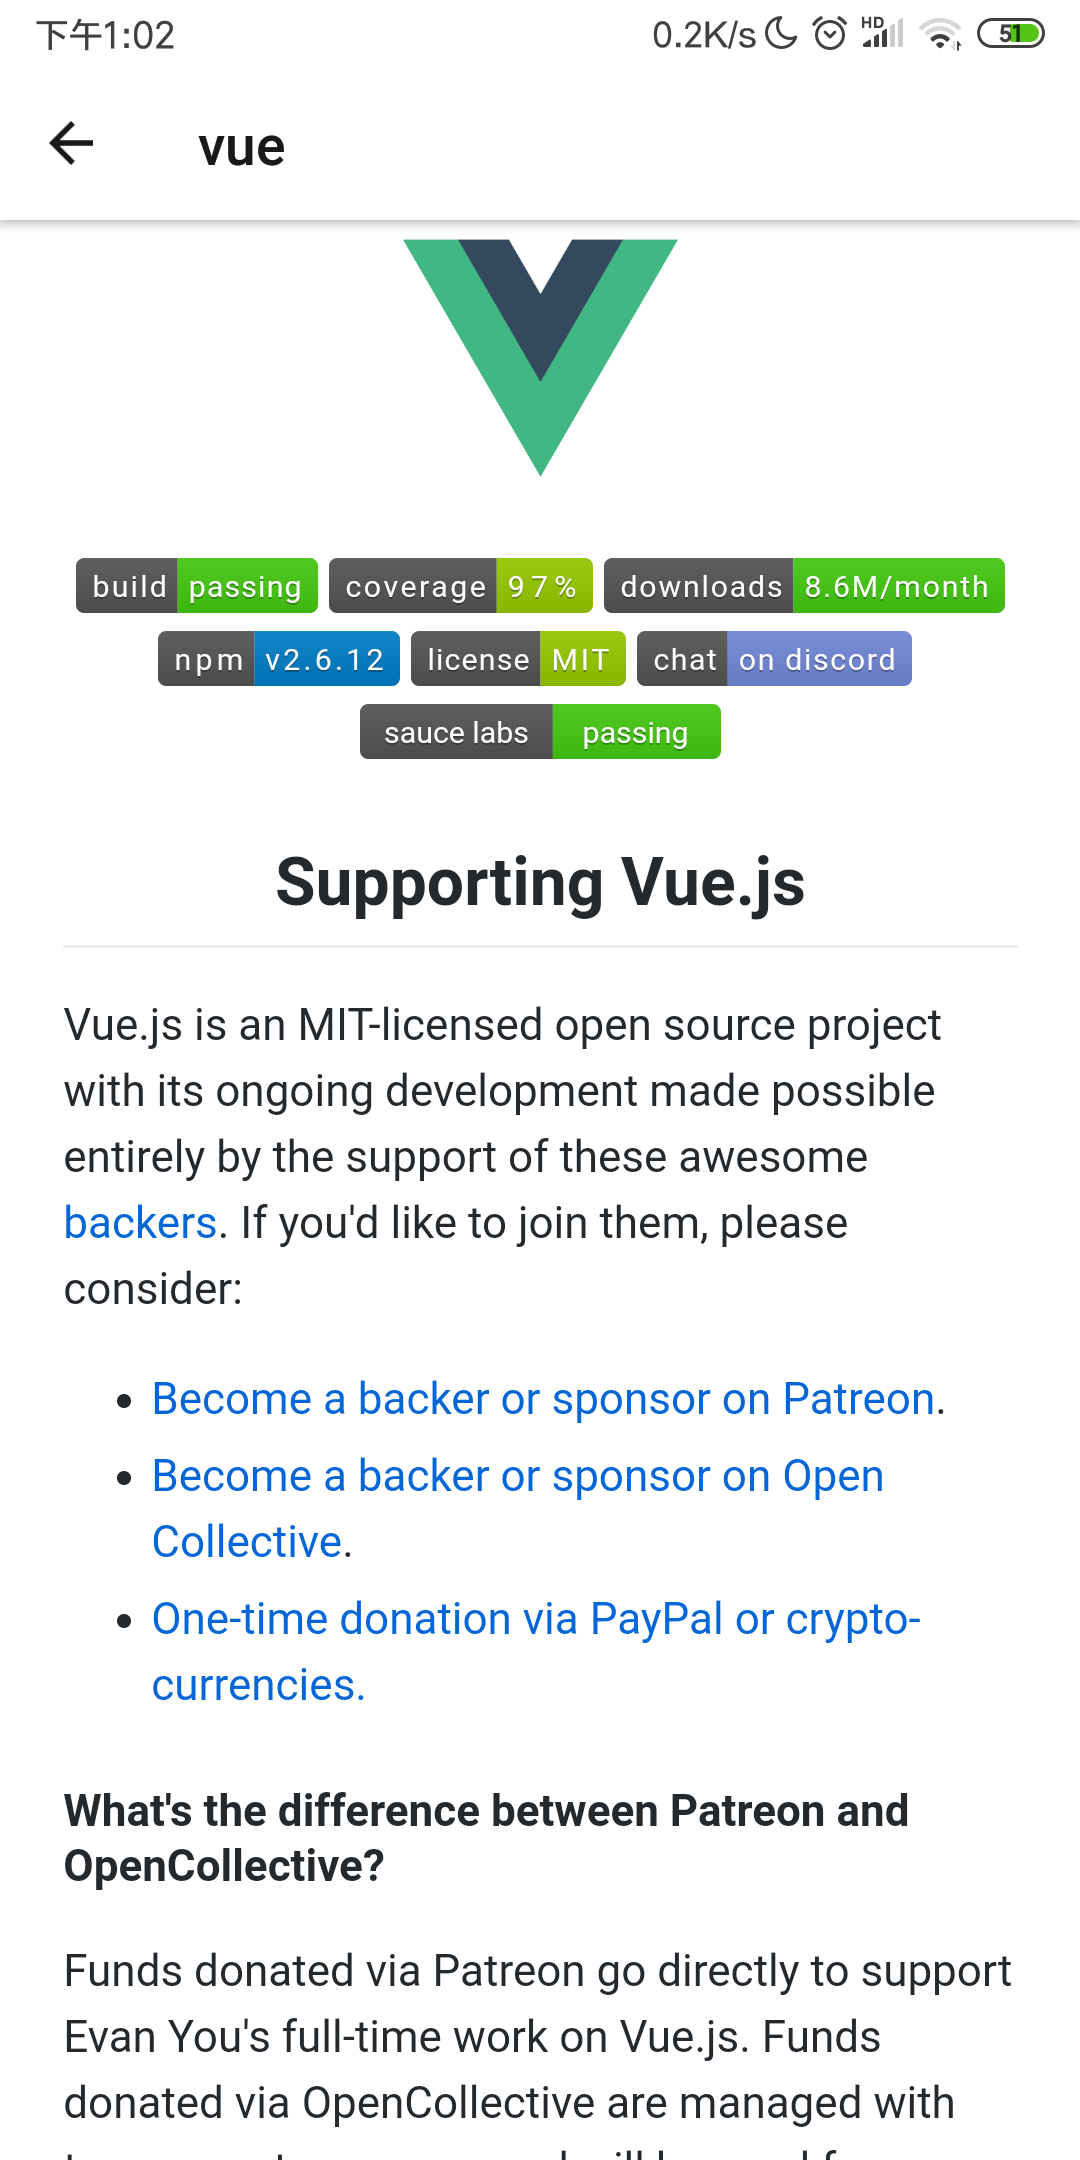 下午1:02
0.2K/s HD 51
vue
build passing coverage 97% downloads 8.6M/month
npm v2.6.12 license MIT chat on discord
sauce labs passing
Supporting Vue.js
Vue.js is an MIT-licensed open source project
with its ongoing development made possible
entirely by the support of these awesome
backers. If you'd like to join them, please
consider:
• Become a backer or sponsor on Patreon.
• Become a backer or sponsor on Open
Collective.
• One-time donation via PayPal or crypto-
currencies.
What's the difference between Patreon and
OpenCollective?
Funds donated via Patreon go directly to support
Evan You's full-time work on Vue.js. Funds
donated via OpenCollective are managed with